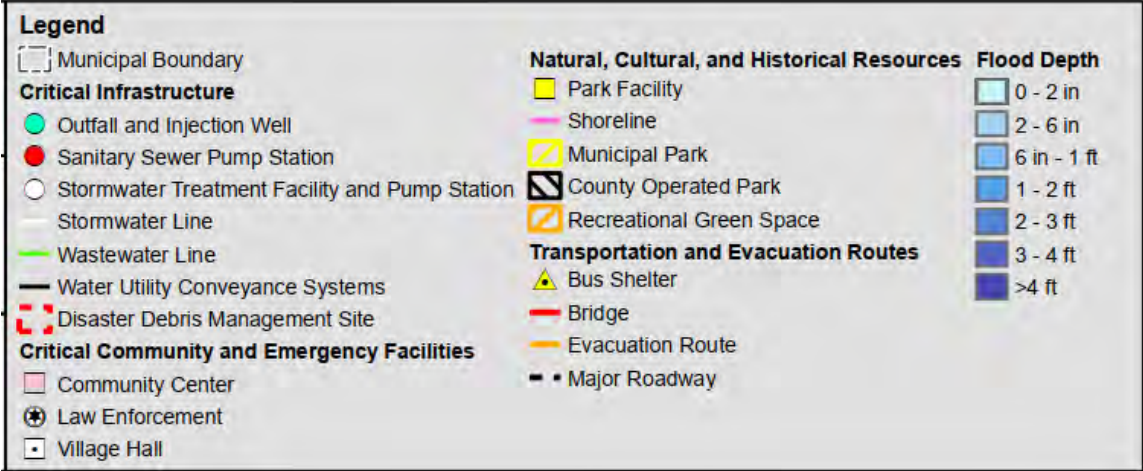 Legend
Municipal Boundary
Critical Infrastructure
Outfall and Injection Well
Sanitary Sewer Pump Station
Stormwater Treatment Facility and Pump Station
Stormwater Line
Wastewater Line
Water Utility Conveyance Systems
Disaster Debris Management Site
Critical Community and Emergency Facilities
Community Center
Law Enforcement
Village Hall
Natural, Cultural, and Historical Resources
Park Facility
Shoreline
Municipal Park
County Operated Park
Recreational Green Space
Transportation and Evacuation Routes
Bus Shelter
Bridge
Evacuation Route
Major Roadway
Flood Depth
0 - 2 in
2 - 6 in
6 in - 1 ft
1 - 2 ft
2 - 3 ft
3 - 4 ft
>4 ft